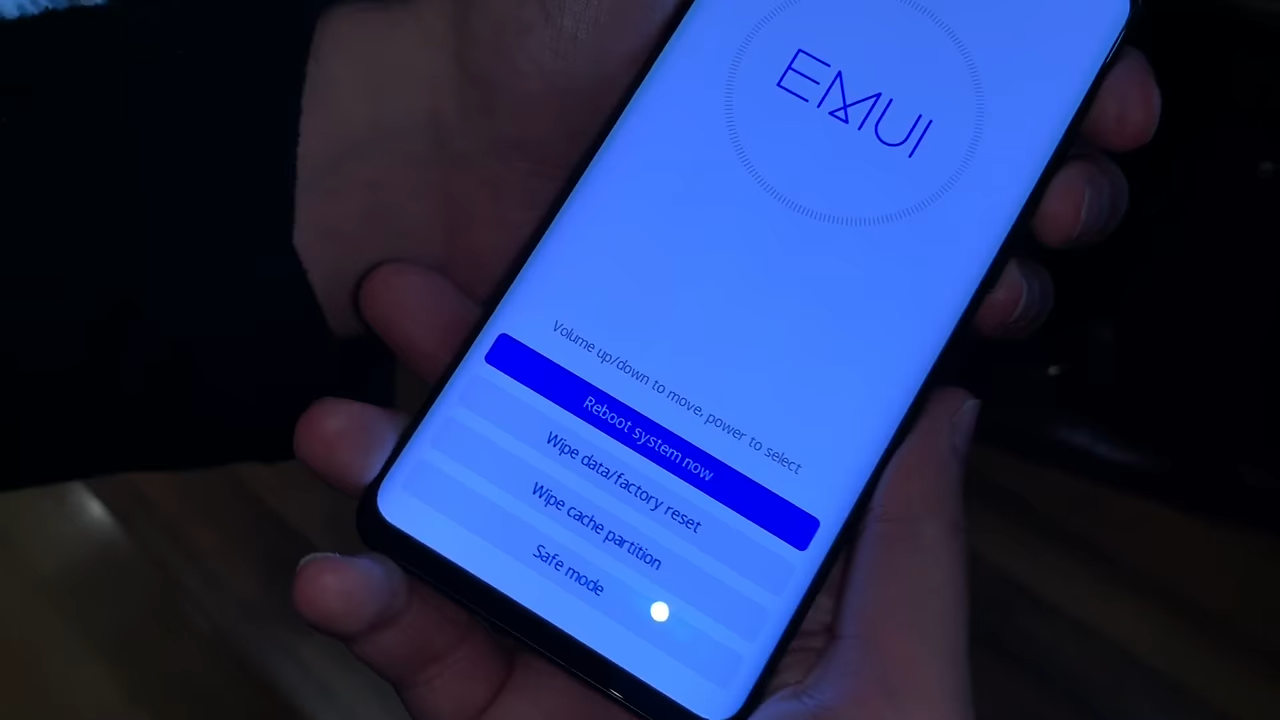 EMUI
Volume up/down to move, power to select
Reboot system now
Wipe data/factory reset
Wipe cache partition
Safe mode